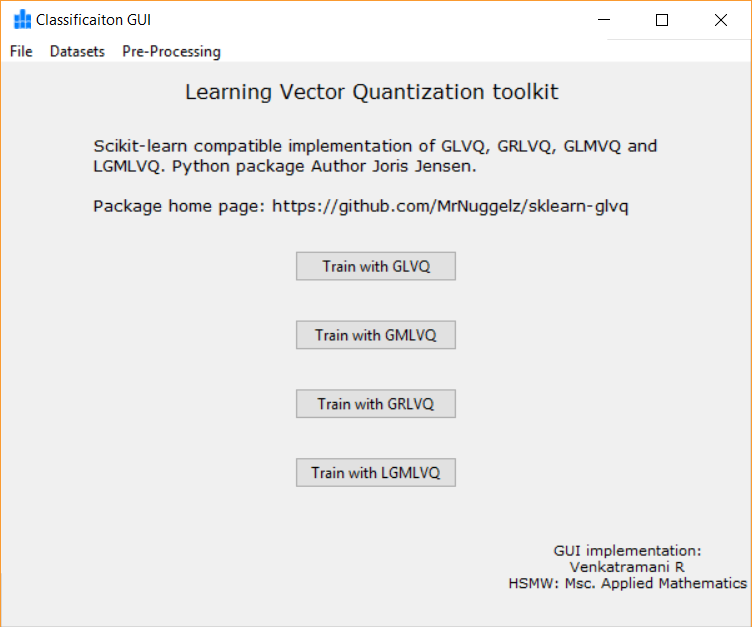 Classificaiton GUI
File Datasets Pre-Processing
Learning Vector Quantization toolkit
Scikit-learn compatible implementation of GLVQ, GRLVQ, GLMVQ and
LGMLVQ. Python package Author Joris Jensen.
Package home page: https://github.com/MrNuggelz/sklearn-glvq
Train with GLVQ
Train with GMLVQ
Train with GRLVQ
Train with LGMLVQ
GUI implementation:
Venkatramani R
HSMW: Msc. Applied Mathematics